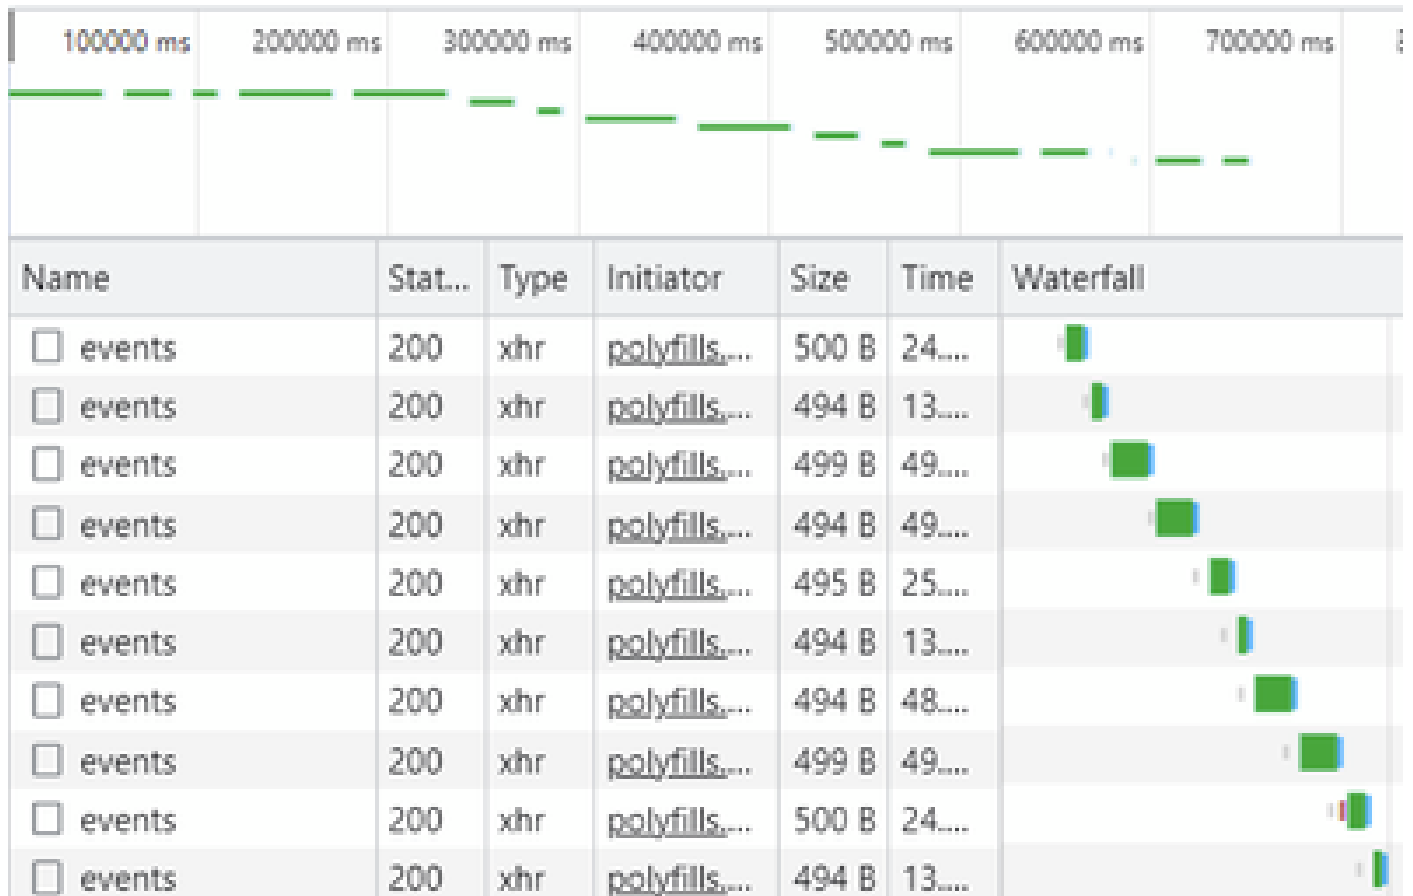 100000 ms 200000 ms 300000 ms 400000 ms 500000 ms 600000 ms 700000 ms
Name Stat... Type Initiator Size Time Waterfall
events 200 xhr polyfills.... 500 B 24....
events 200 xhr polyfills.... 494 B 13....
events 200 xhr polyfills.... 499 B 49....
events 200 xhr polyfills.... 494 B 49....
events 200 xhr polyfills.... 495 B 25....
events 200 xhr polyfills.... 494 B 13....
events 200 xhr polyfills.... 494 B 48....
events 200 xhr polyfills.... 499 B 49....
events 200 xhr polyfills.... 500 B 24....
events 200 xhr polyfills.... 494 B 13....